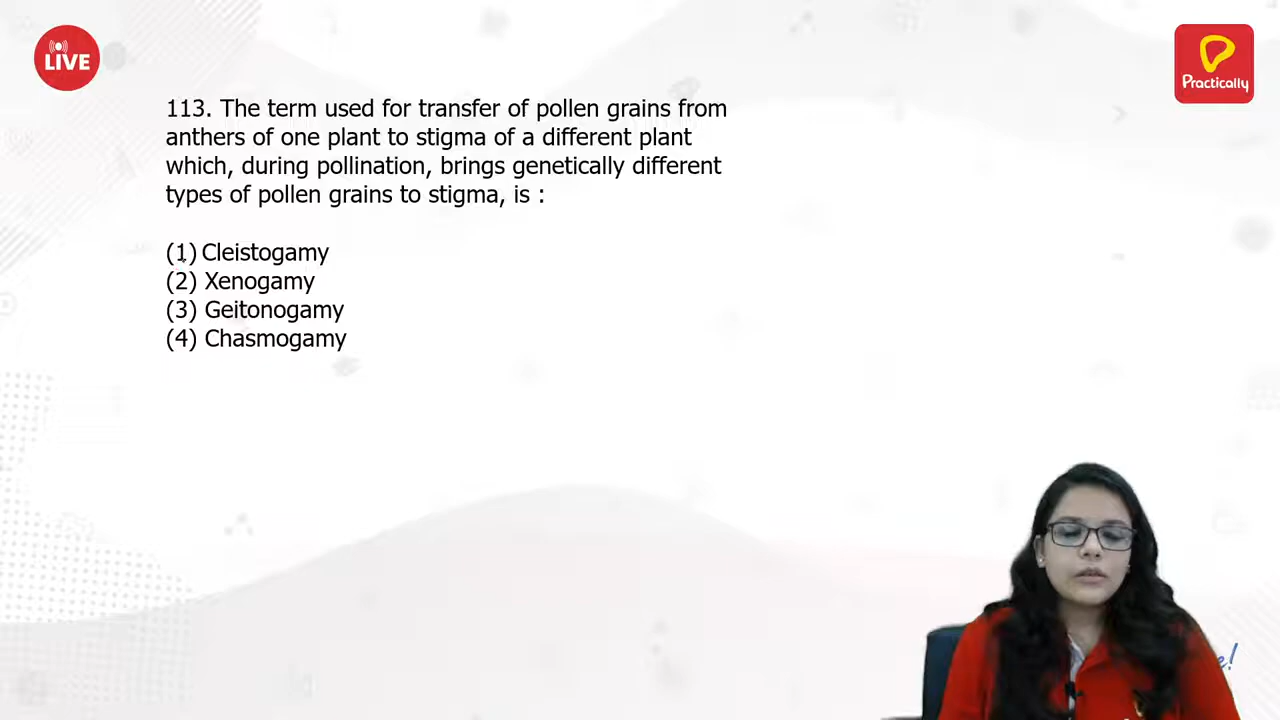 LIVE
Practically
113. The term used for transfer of pollen grains from
anthers of one plant to stigma of a different plant
which, during pollination, brings genetically different
types of pollen grains to stigma, is :
(1) Cleistogamy
(2) Xenogamy
(3) Geitonogamy
(4) Chasmogamy